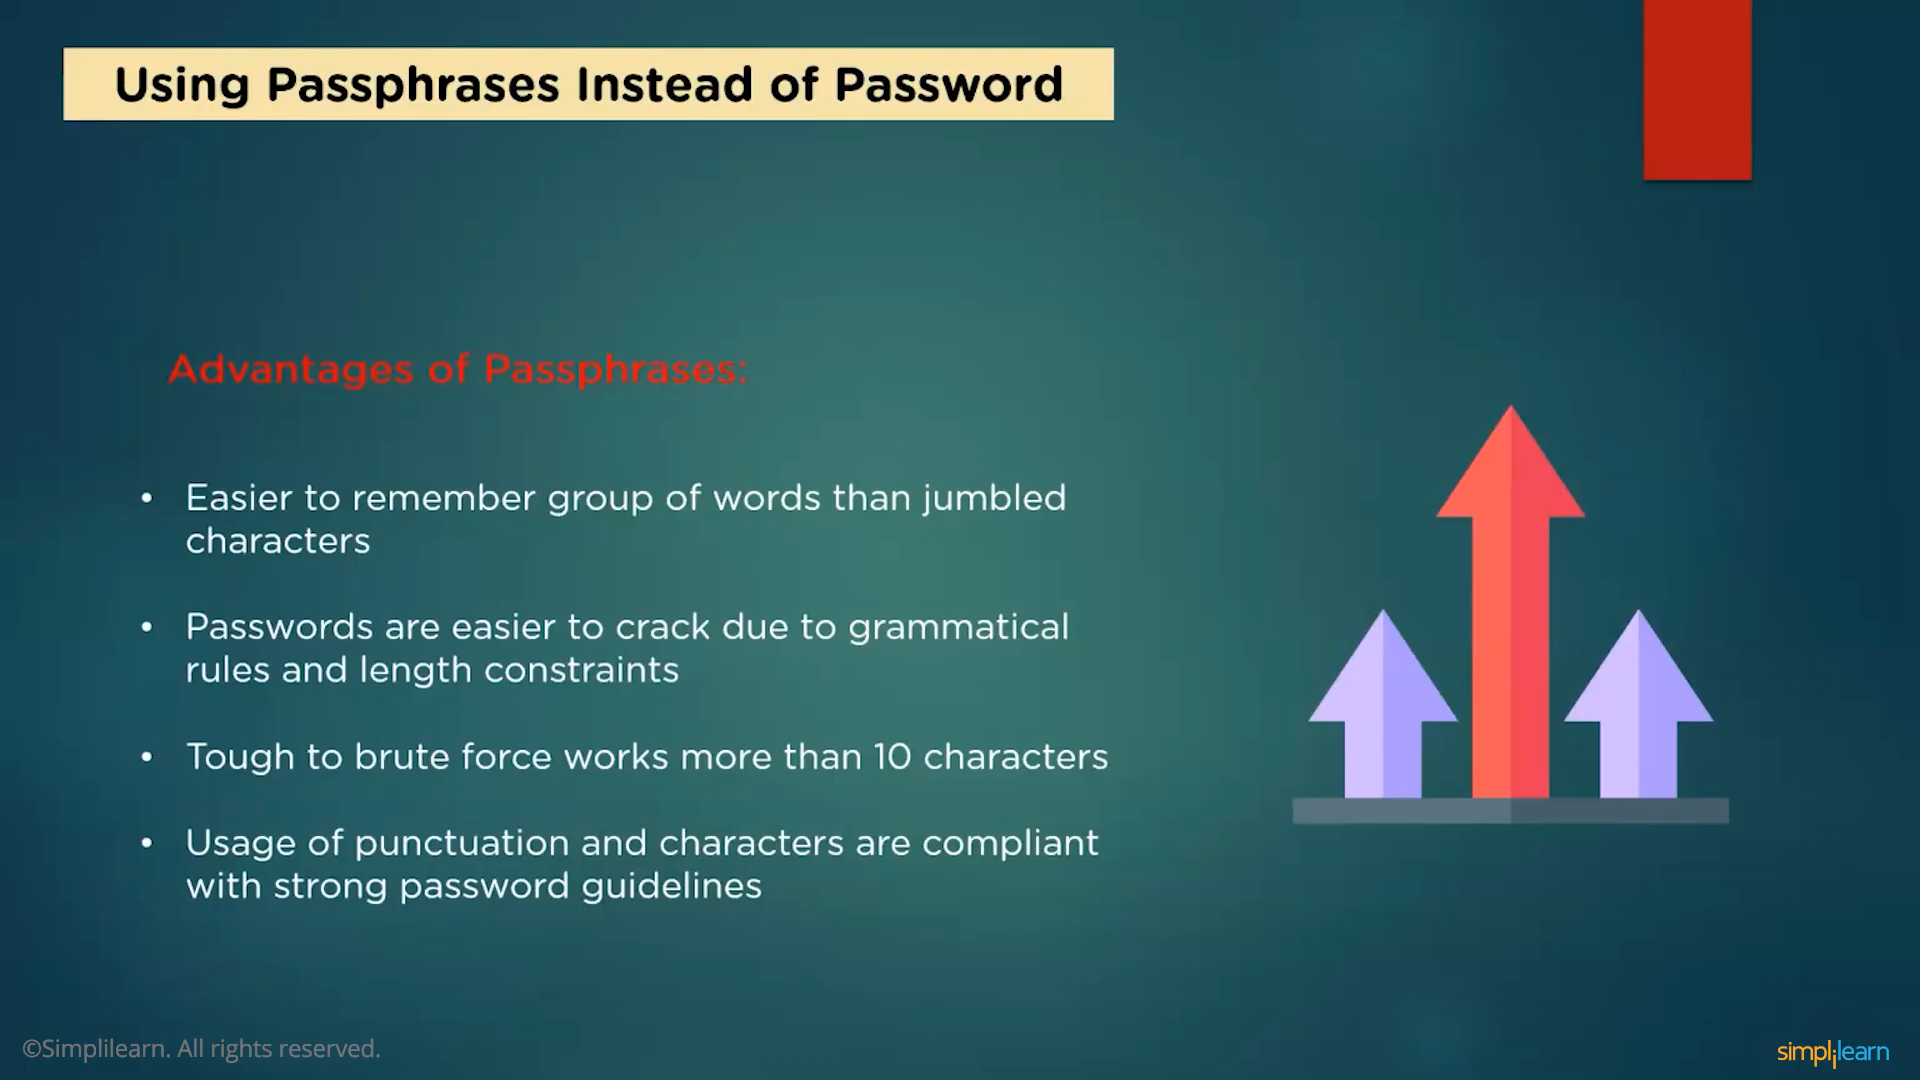 Using Passphrases Instead of Password
Advantages of Passphrases:
• Easier to remember group of words than jumbled
characters
• Passwords are easier to crack due to grammatical
rules and length constraints
• Tough to brute force works more than 10 characters
• Usage of punctuation and characters are compliant
with strong password guidelines
©Simplilearn. All rights reserved.
simplilearn